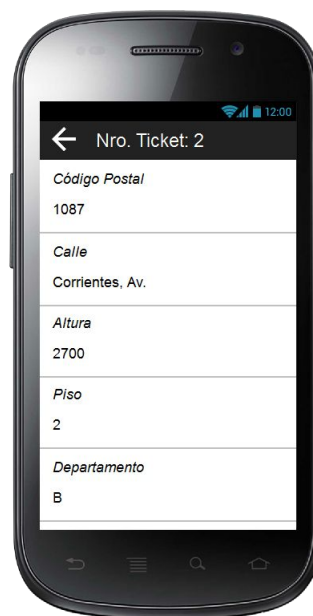 12:00
Nro. Ticket: 2
Código Postal
1087
Calle
Corrientes, Av.
Altura
2700
Piso
2
Departamento
B